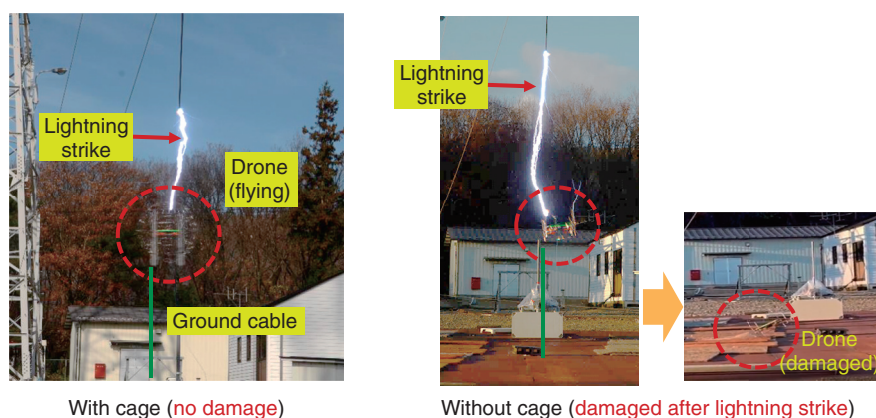 Lightning
strike
Drone
(flying)
Ground cable
With cage (no damage)
Lightning
strike
Drone
(damaged)
Without cage (damaged after lightning strike)